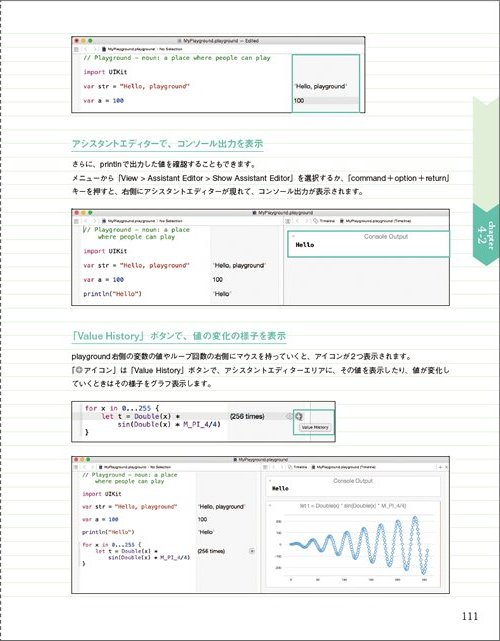 MyPlayground.playground — Edited
MyPlayground.playground › No Selection
// Playground - noun: a place where people can play
import UIKit
var str = "Hello, playground"
"Hello, playground"
var a = 100
100
アシスタントエディターで、コンソール出力を表示
さらに、printlnで出力した値を確認することもできます。
メニューから「View > Assistant Editor > Show Assistant Editor」を選択するか、「command＋option＋return」
キーを押すと、右側にアシスタントエディターが現れて、コンソール出力が表示されます。
chapter
4-2
MyPlayground.playground
MyPlayground.playground › No Selection
Timeline
MyPlayground.playground (Timeline)
// Playground - noun: a place
where people can play
Console Output
Hello
import UIKit
var str = "Hello, playground"
"Hello, playground"
var a = 100
100
println("Hello")
"Hello"
「Value History」ボタンで、値の変化の様子を表示
playground右側の変数の値やループ回数の右側にマウスを持っていくと、アイコンが2つ表示されます。
「◎アイコン」は「Value History」ボタンで、アシスタントエディターエリアに、その値を表示したり、値が変化し
ていくときはその様子をグラフ表示します。
for x in 0...255 {
let t = Double(x) *
(256 times)
sin(Double(x) * M_PI_4/4)
}
Value History
MyPlayground.playground
MyPlayground.playground › No Selection
Timeline
MyPlayground.playground (Timeline)
// Playground - noun: a place
where people can play
Console Output
Hello
import UIKit
var str = "Hello, playground"
"Hello, playground"
let t = Double(x) * sin(Double(x) * M_PI_4/4)
var a = 100
100
println("Hello")
"Hello"
for x in 0...255 {
let t = Double(x) *
(256 times)
sin(Double(x) * M_PI_4/4)
}
200
100
0
-100
-200
0 50 100 150 200 250
111